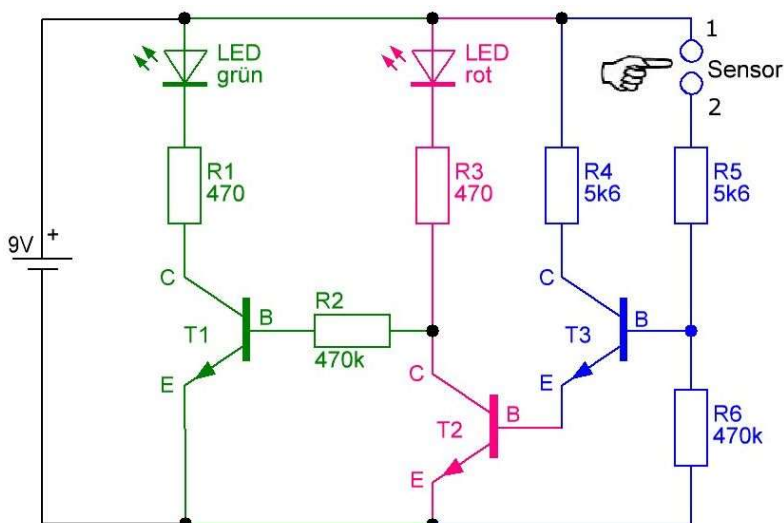 LED
grün
LED
rot
1
Sensor
2
R1
470
R3
470
R4
5k6
R5
5k6
9V
+
C
T1
B
E
R2
470k
C
T3
B
E
C
T2
B
E
R6
470k